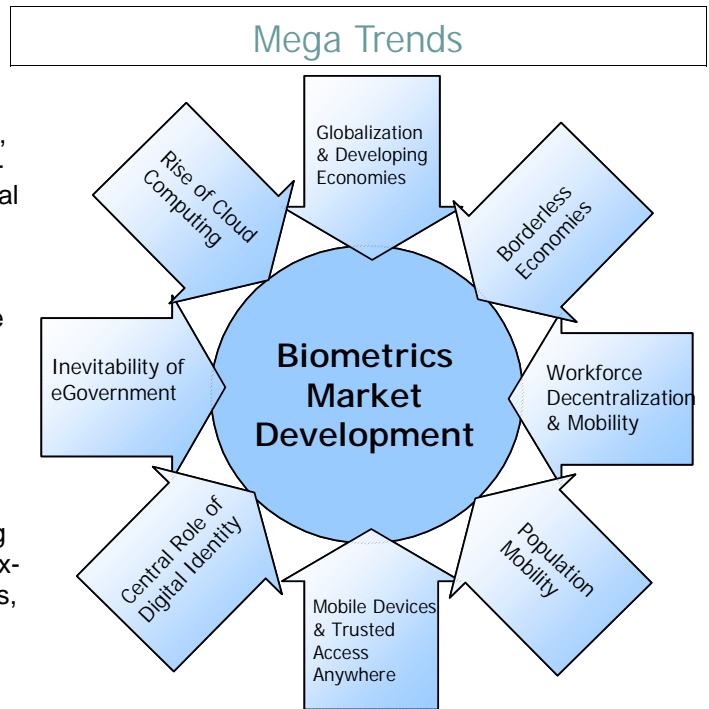 Mega Trends
,
-
al
e
g
x-
s,
Globalization
& Developing
Economies
Borderless
Economies
Workforce
Decentralization
& Mobility
Population
Mobility
Mobile Devices
& Trusted
Access
Anywhere
Central Role of
Digital Identity
Inevitability of
eGovernment
Rise of Cloud
Computing
Biometrics
Market
Development